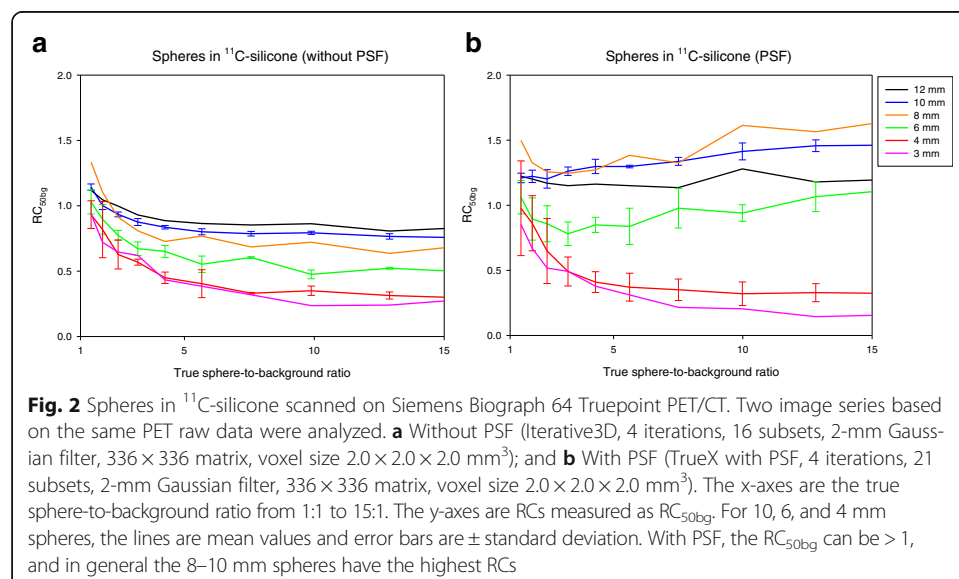 a
Spheres in ¹¹C-silicone (without PSF)
2.0
1.5
1.0
0.5
0.0
RC50bg
1
5
10
15
True sphere-to-background ratio
b
Spheres in ¹¹C-silicone (PSF)
2.0
1.5
1.0
0.5
0.0
RC50bg
1
5
10
15
True sphere-to-background ratio
12 mm
10 mm
8 mm
6 mm
4 mm
3 mm
Fig. 2 Spheres in ¹¹C-silicone scanned on Siemens Biograph 64 Truepoint PET/CT. Two image series based
on the same PET raw data were analyzed. a Without PSF (Iterative3D, 4 iterations, 16 subsets, 2-mm Gauss-
ian filter, 336 × 336 matrix, voxel size 2.0 × 2.0 × 2.0 mm³); and b With PSF (TrueX with PSF, 4 iterations, 21
subsets, 2-mm Gaussian filter, 336 × 336 matrix, voxel size 2.0 × 2.0 × 2.0 mm³). The x-axes are the true
sphere-to-background ratio from 1:1 to 15:1. The y-axes are RCs measured as RC50bg. For 10, 6, and 4 mm
spheres, the lines are mean values and error bars are ± standard deviation. With PSF, the RC50bg can be > 1,
and in general the 8–10 mm spheres have the highest RCs